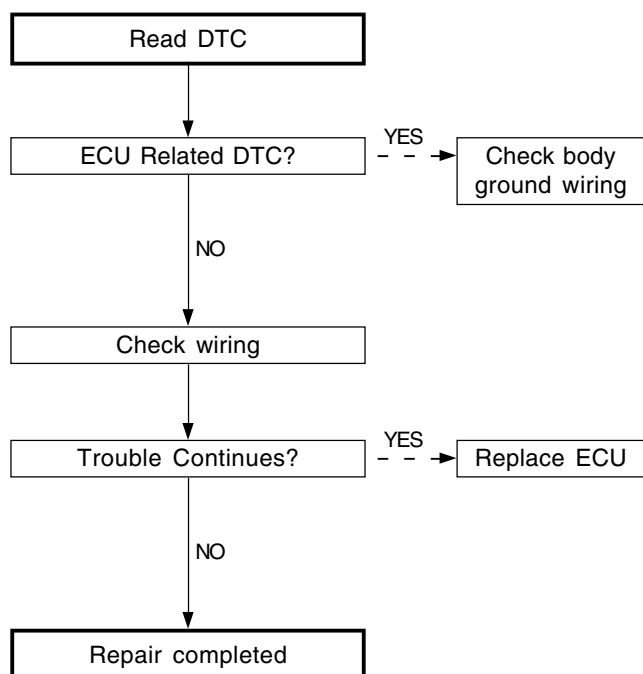 Read DTC
ECU Related DTC?
YES
Check body
ground wiring
NO
Check wiring
Trouble Continues?
YES
Replace ECU
NO
Repair completed